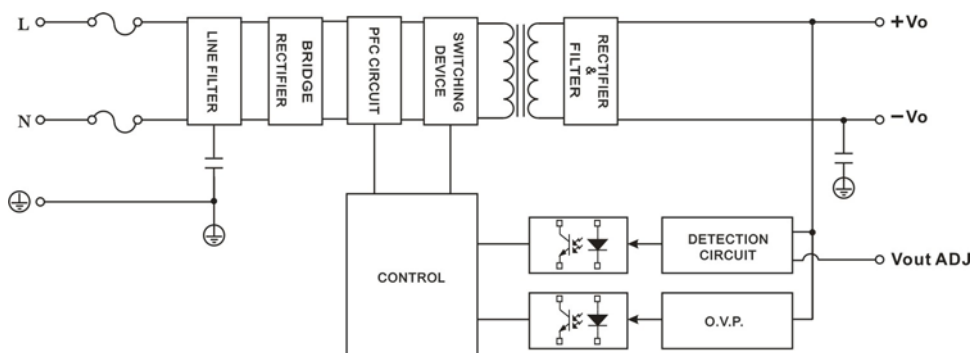 L
LINE FILTER
BRIDGE
RECTIFIER
PFC CIRCUIT
SWITCHING
DEVICE
RECTIFIER
&
FILTER
+Vo
N
−Vo
CONTROL
DETECTION
CIRCUIT
Vout ADJ
O.V.P.